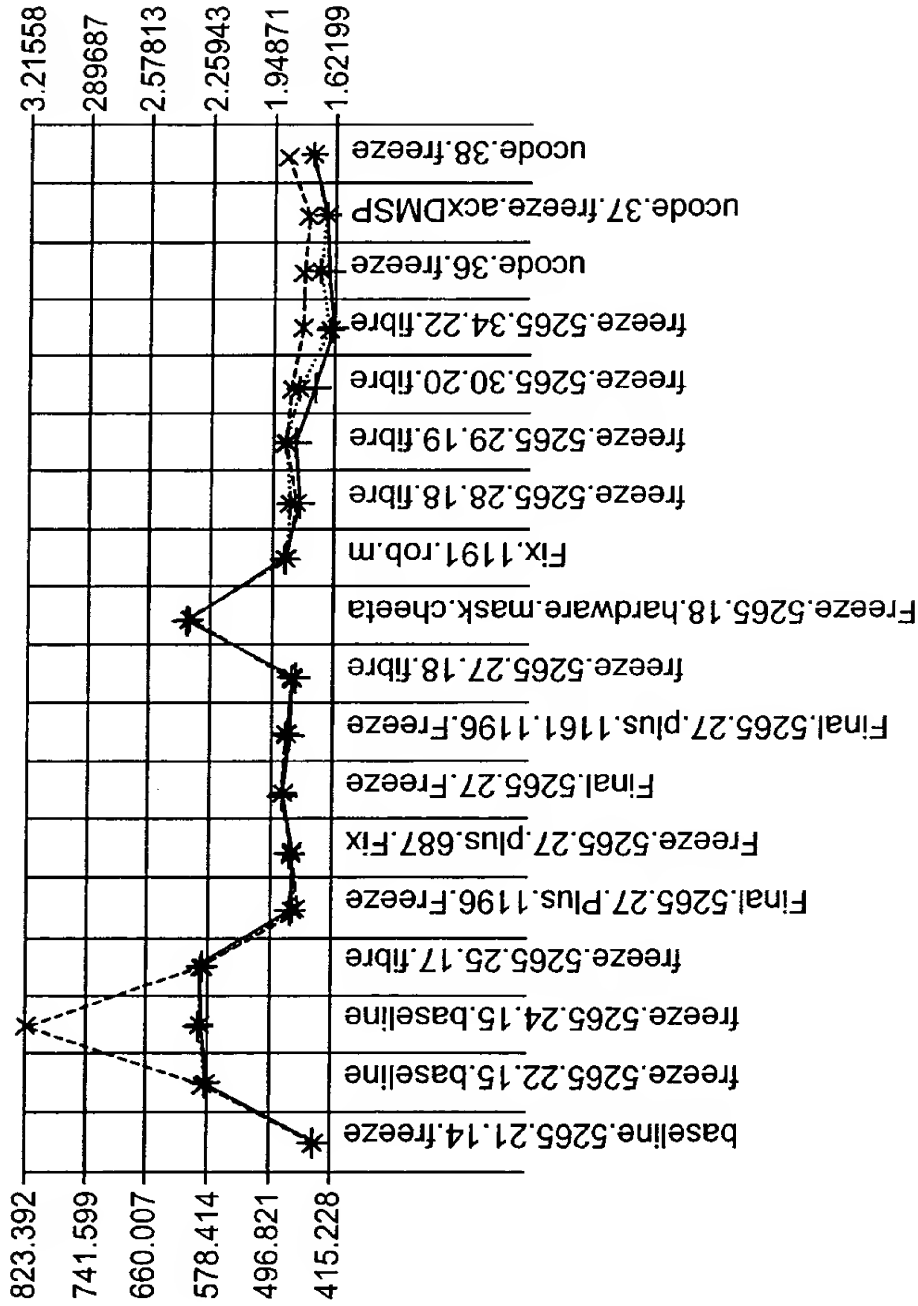 3.21558
289687
2.57813
2.25943
1.94871
1.62199
ucode.38.freeze
ucode.37.freeze.acxDMSP
ucode.36.freeze
freeze.5265.34.22.fibre
freeze.5265.30.20.fibre
freeze.5265.29.19.fibre
freeze.5265.28.18.fibre
Fix.1191.rob.m
Freeze.5265.18.hardware.mask.cheeta
freeze.5265.27.18.fibre
Final.5265.27.plus.1161.1196.Freeze
Final.5265.27.Freeze
Freeze.5265.27.plus.687.Fix
Final.5265.27.Plus.1196.Freeze
freeze.5265.25.17.fibre
freeze.5265.24.15.baseline
freeze.5265.22.15.baseline
baseline.5265.21.14.freeze
823.392
741.599
660.007
578.414
496.821
415.228